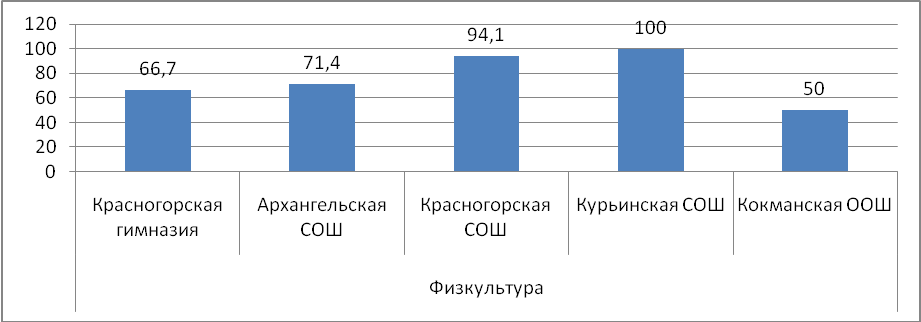 120
100
80
60
40
20
0
66,7
71,4
94,1
100
50
Красногорская гимназия
Архангельская СОШ
Красногорская СОШ
Курьинская СОШ
Кокманская ООШ
Физкультура